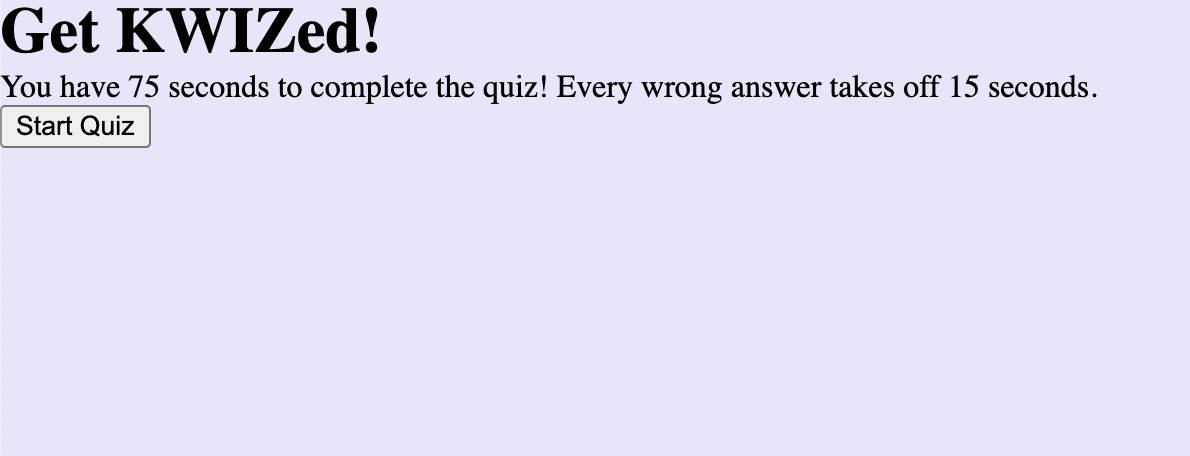 Get KWIZed!
You have 75 seconds to complete the quiz! Every wrong answer takes off 15 seconds.
Start Quiz